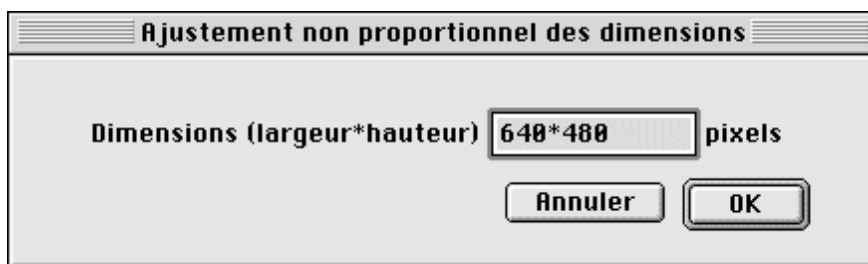 Ajustement non proportionnel des dimensions
Dimensions (largeur*hauteur) 640*480 pixels
Annuler OK